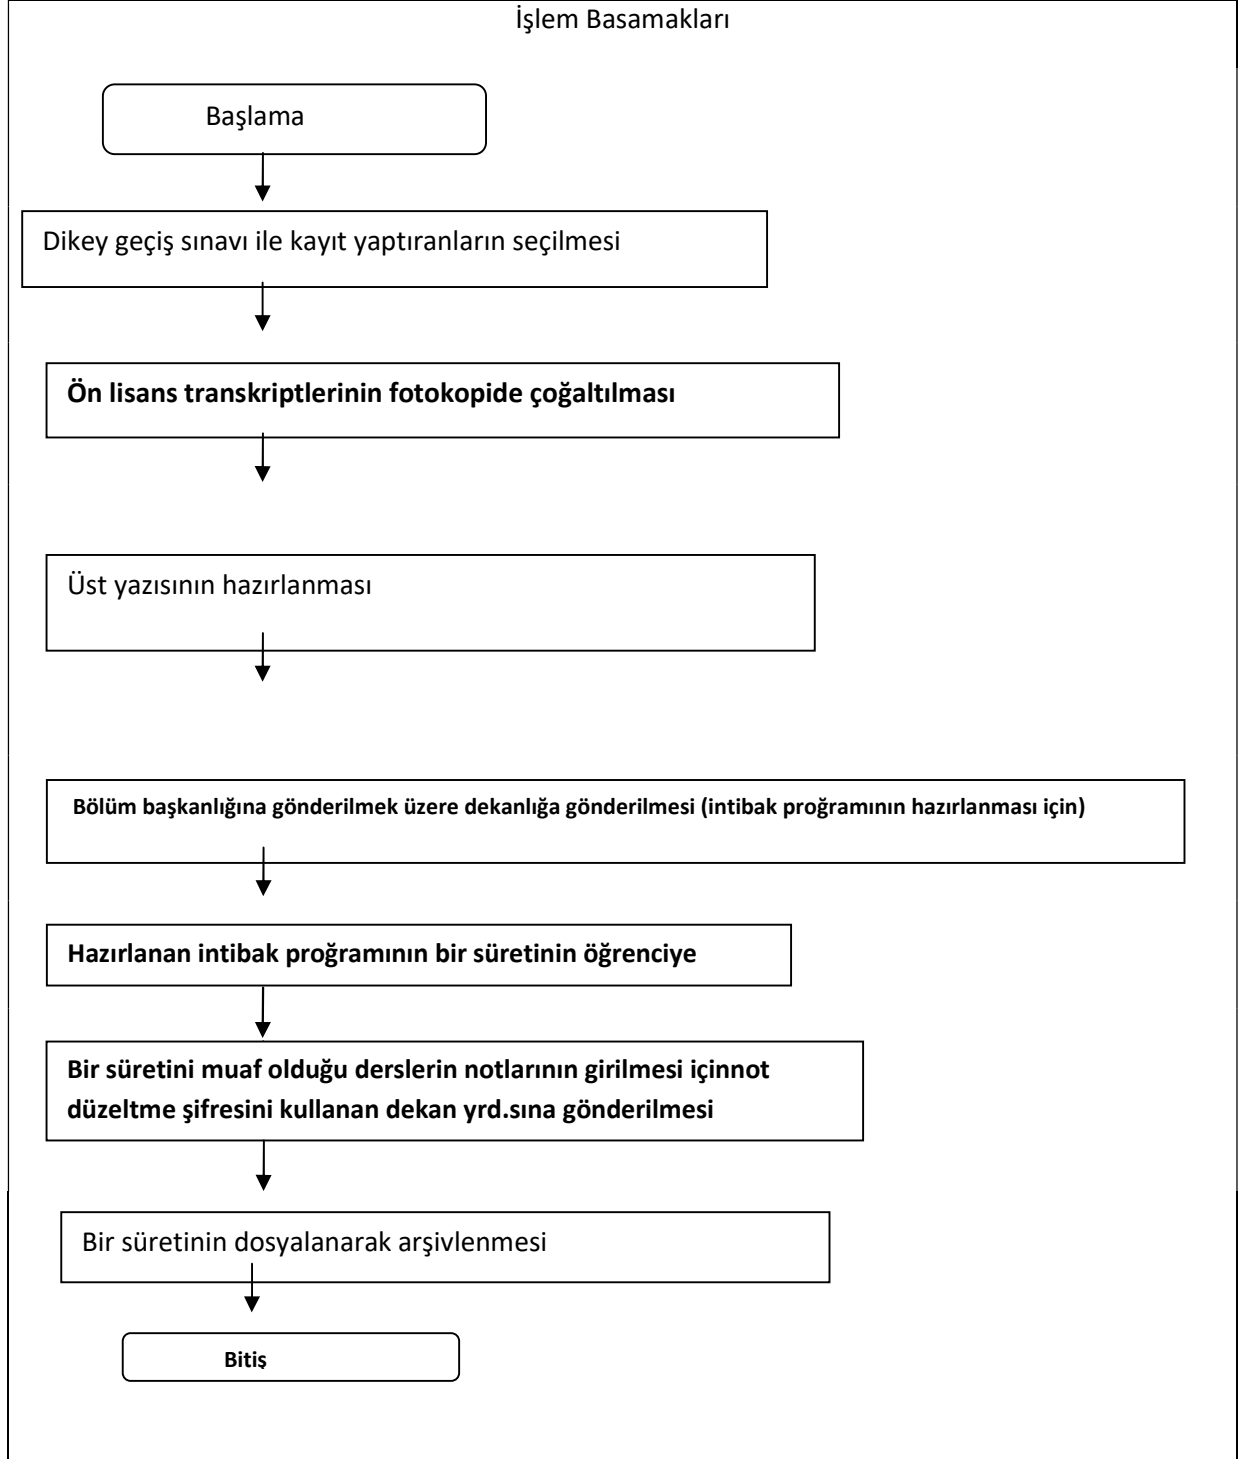 İşlem Basamakları
Başlama
Dikey geçiş sınavı ile kayıt yaptıranların seçilmesi
Ön lisans transkriptlerinin fotokopide çoğaltılması
Üst yazısının hazırlanması
Bölüm başkanlığına gönderilmek üzere dekanlığa gönderilmesi (intibak proğramının hazırlanması için)
Hazırlanan intibak proğramının bir süretinin öğrenciye
Bir süretini muaf olduğu derslerin notlarının girilmesi içinnot
düzeltme şifresini kullanan dekan yrd.sına gönderilmesi
Bir süretinin dosyalanarak arşivlenmesi
Bitiş